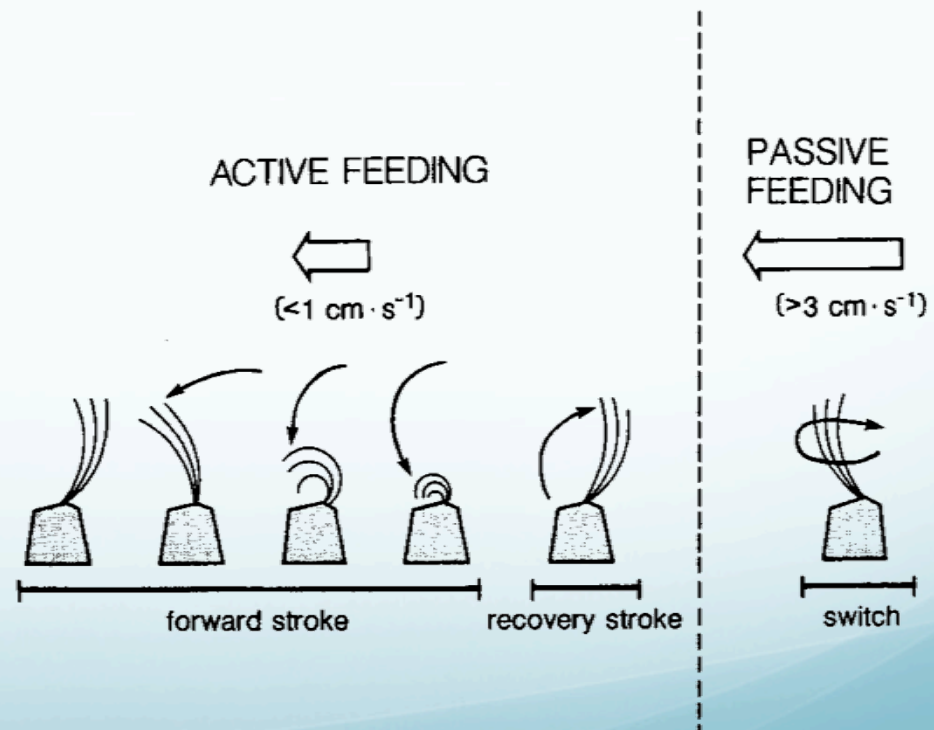 ACTIVE FEEDING
(<1 cm · s⁻¹)
forward stroke
recovery stroke
PASSIVE
FEEDING
(>3 cm · s⁻¹)
switch